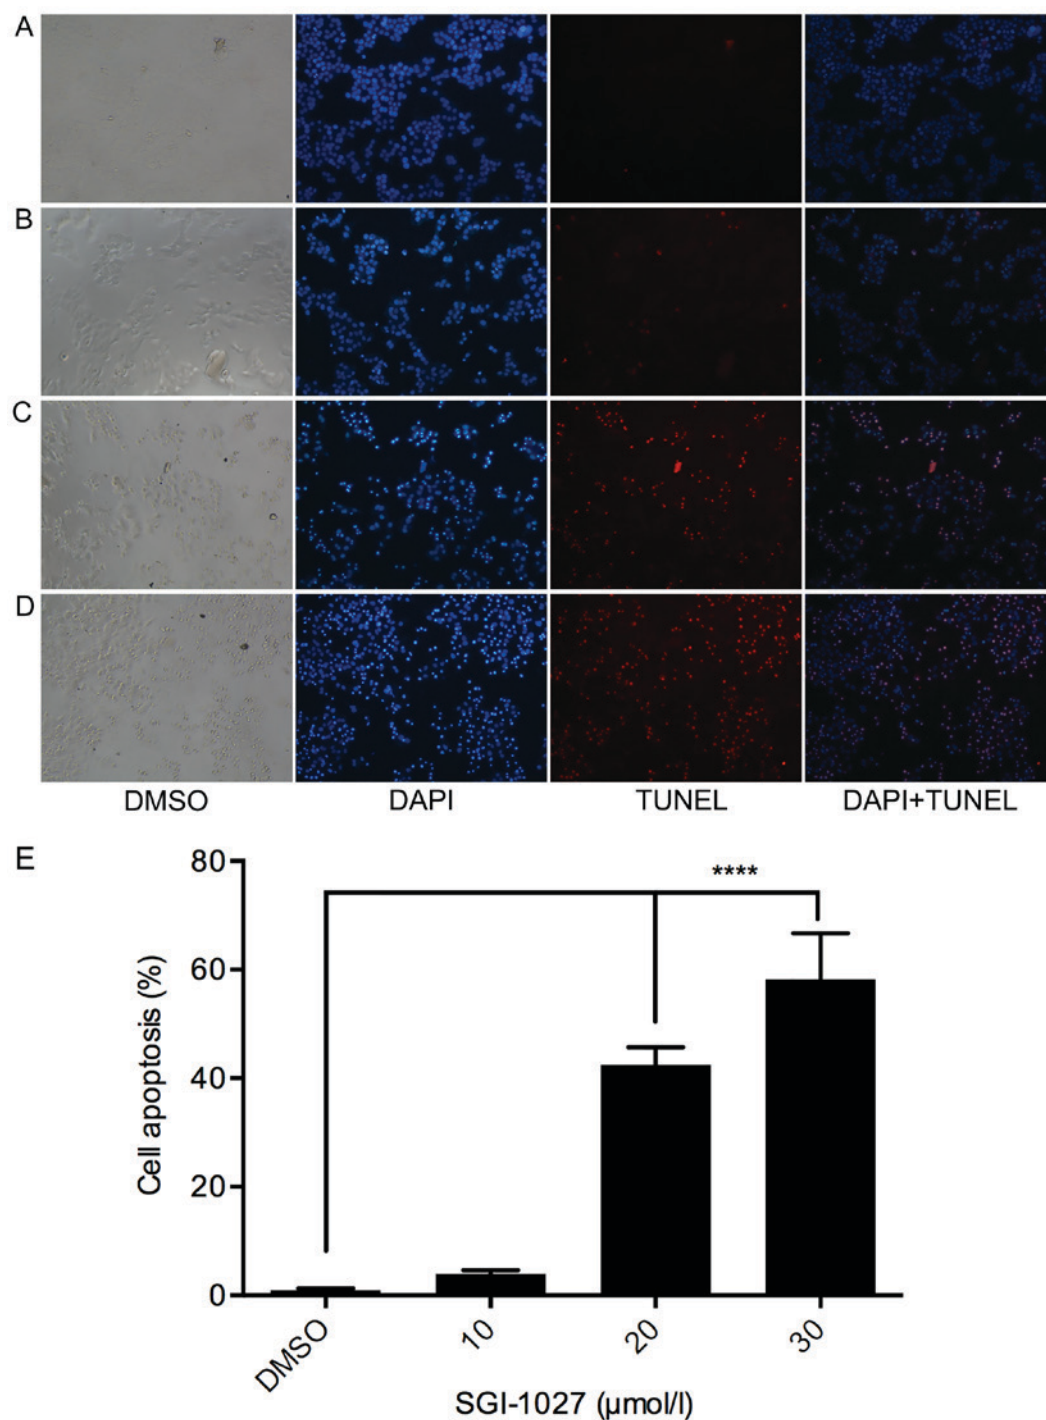 A
B
C
D
DMSO DAPI TUNEL DAPI+TUNEL
E
****
Cell apoptosis (%)
80
60
40
20
0
DMSO 10 20 30
SGI-1027 (μmol/l)